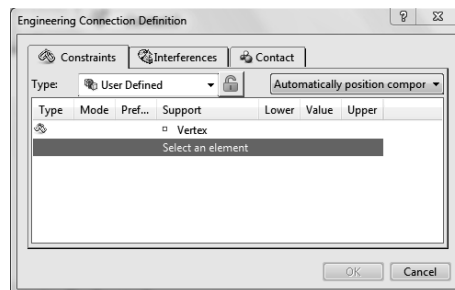 Engineering Connection Definition
Constraints Interferences Contact
Type: User Defined Automatically position compor
Type Mode Pref... Support Lower Value Upper
Vertex
Select an element
OK Cancel